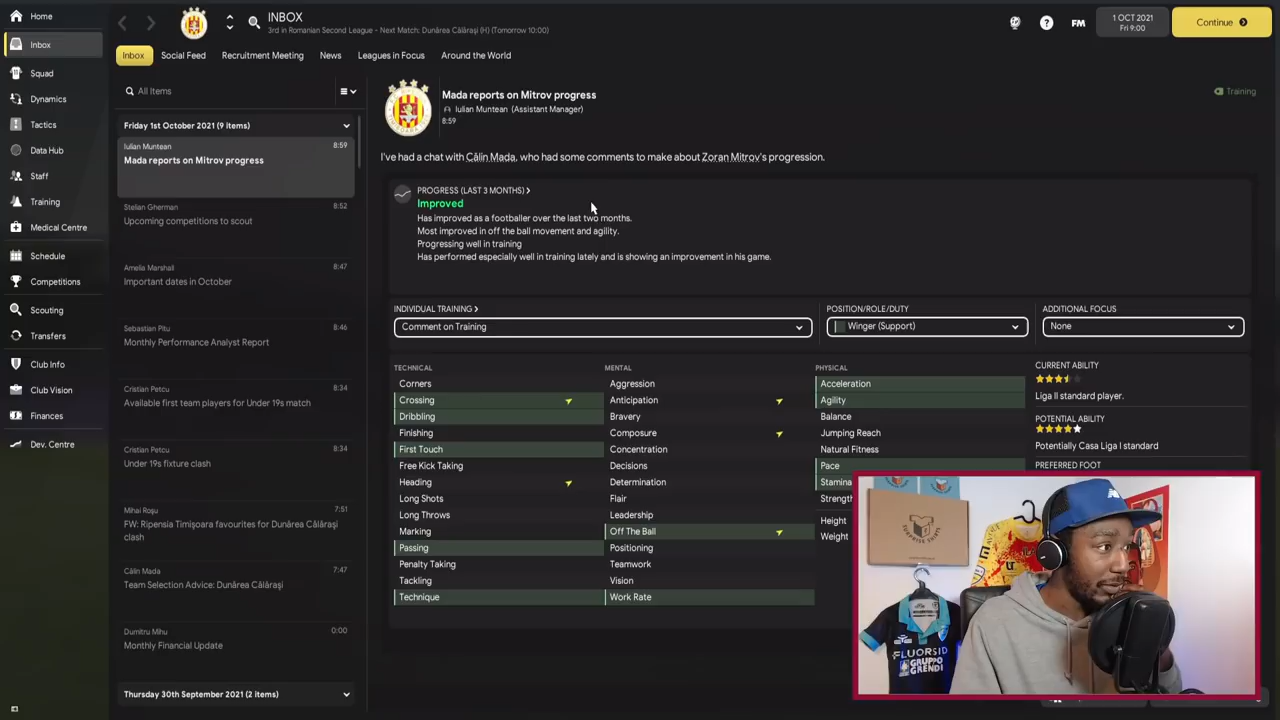 Home
INBOX
3rd in Romanian Second League - Next Match: Dunărea Călărași (H) (Tomorrow 10:00)
FM
1 OCT 2021
Fri 9:00
Continue
Inbox
Inbox
Social Feed
Recruitment Meeting
News
Leagues in Focus
Around the World
Squad
Dynamics
Tactics
Data Hub
Staff
Training
Medical Centre
Schedule
Competitions
Scouting
Transfers
Club Info
Club Vision
Finances
Dev. Centre
All Items
Friday 1st October 2021 (9 items)
Iulian Muntean 8:59
Mada reports on Mitrov progress
Stelian Gherman 8:52
Upcoming competitions to scout
Amelia Marshall 8:47
Important dates in October
Sebastian Pitu 8:46
Monthly Performance Analyst Report
Cristian Petcu 8:34
Available first team players for Under 19s match
Cristian Petcu 8:34
Under 19s fixture clash
Mihai Roșu 7:51
FW: Ripensia Timișoara favourites for Dunărea Călărași
clash
Călin Mada 7:47
Team Selection Advice: Dunărea Călărași
Dumitru Mihu 0:00
Monthly Financial Update
Thursday 30th September 2021 (2 items)
Mada reports on Mitrov progress
Iulian Muntean (Assistant Manager)
8:59
Training
I've had a chat with Călin Mada, who had some comments to make about Zoran Mitrov's progression.
PROGRESS (LAST 3 MONTHS)
Improved
Has improved as a footballer over the last two months.
Most improved in off the ball movement and agility.
Progressing well in training
Has performed especially well in training lately and is showing an improvement in his game.
INDIVIDUAL TRAINING
Comment on Training
POSITION/ROLE/DUTY
Winger (Support)
ADDITIONAL FOCUS
None
TECHNICAL
Corners
Crossing
Dribbling
Finishing
First Touch
Free Kick Taking
Heading
Long Shots
Long Throws
Marking
Passing
Penalty Taking
Tackling
Technique
MENTAL
Aggression
Anticipation
Bravery
Composure
Concentration
Decisions
Determination
Flair
Leadership
Off The Ball
Positioning
Teamwork
Vision
Work Rate
PHYSICAL
Acceleration
Agility
Balance
Jumping Reach
Natural Fitness
Pace
Stamina
Strength
Height
Weight
CURRENT ABILITY
Liga II standard player.
POTENTIAL ABILITY
Potentially Casa Liga I standard
PREFERRED FOOT
SURPRISE SHIRTS
FLUORSID
GRUPPO
GRENDI